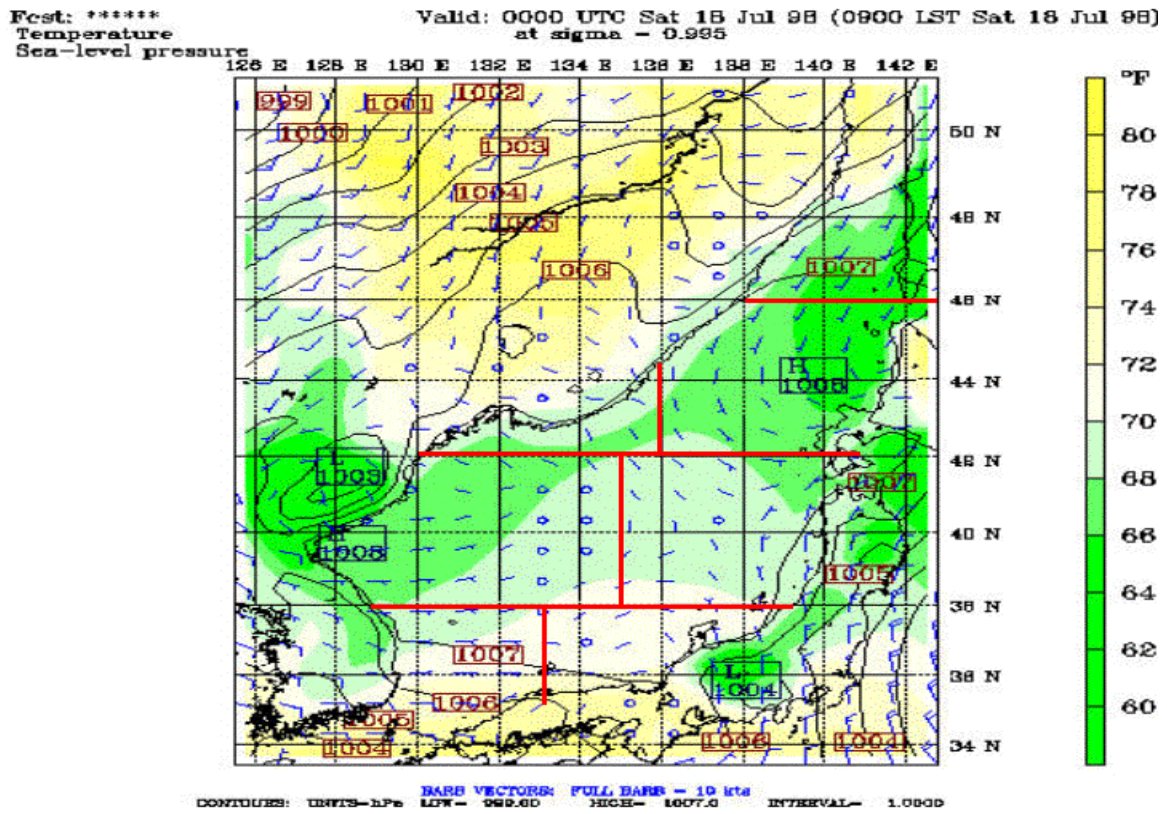 Fcst: ******
Valid: 0000 UTC Sat 18 Jul 98 (0900 LST Sat 18 Jul 98)
Temperature
at sigma = 0.995
Sea-level pressure
126 E 128 E 130 E 132 E 134 E 136 E 138 E 140 E 142 E
°F
999 1001 1002
1000
50 N
80
1003
1004
78
48 N
1005
1006
76
1007
46 N
74
H
1008
44 N
72
70
L
1003
1007
68
66
H
1008
40 N
1005
64
38 N
62
1007
L
1004
36 N
60
1006
1005
1004 1006 1004 34 N
BARB VECTORS: FULL BARB = 10 kts
CONTOURS: UNITS=hPa LOW= HIGH= 1007.0 INTERVAL= 1.0000